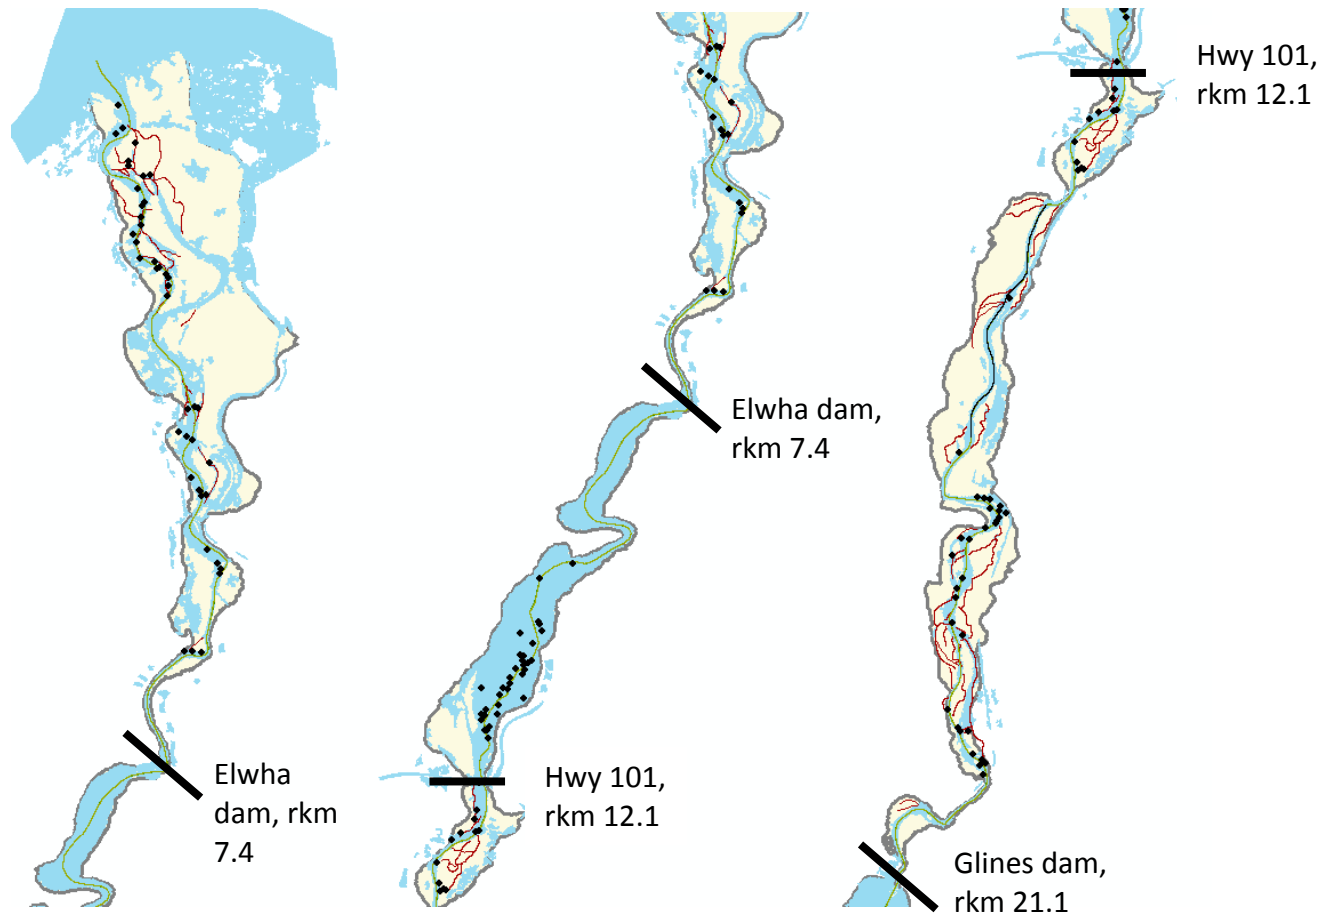 Elwha
dam, rkm
7.4
Elwha dam,
rkm 7.4
Hwy 101,
rkm 12.1
Hwy 101,
rkm 12.1
Glines dam,
rkm 21.1